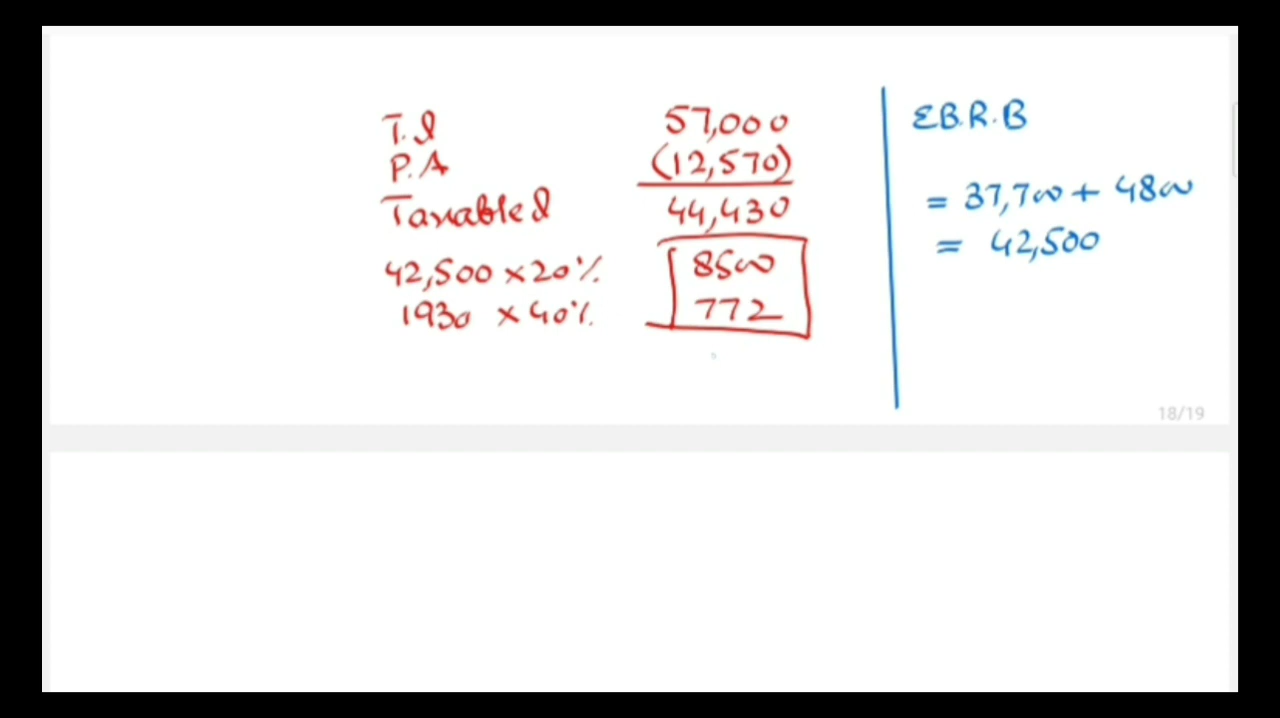 T.I 57,000
P.A (12,570)
Taxable I 44,430
42,500 x 20% 8500
1930 x 40% 772
EB.R.B
= 37,700 + 4800
= 42,500
18/19